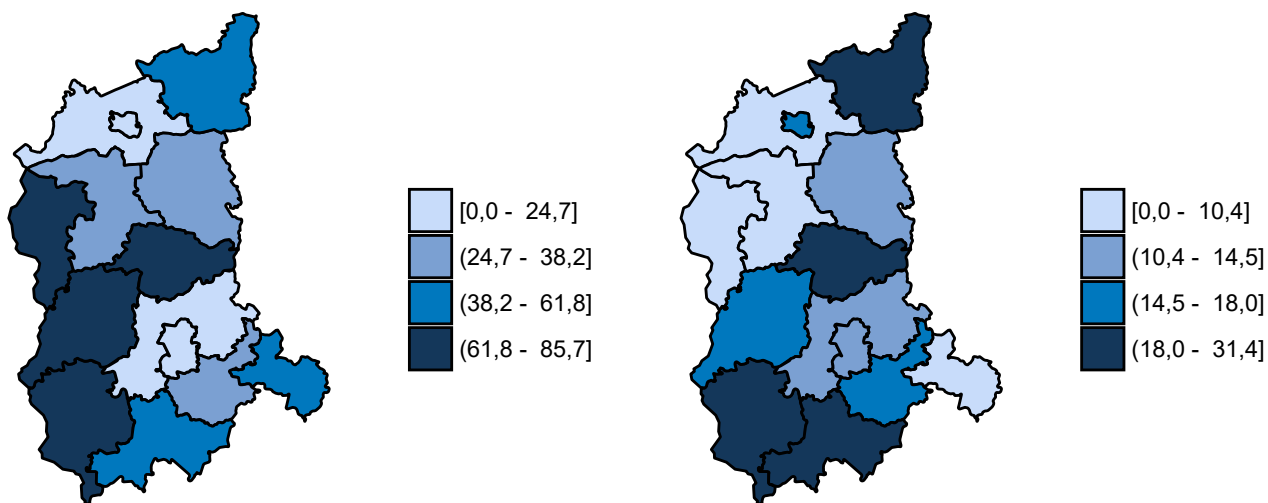 [0,0 - 24,7]
(24,7 - 38,2]
(38,2 - 61,8]
(61,8 - 85,7]
[0,0 - 10,4]
(10,4 - 14,5]
(14,5 - 18,0]
(18,0 - 31,4]